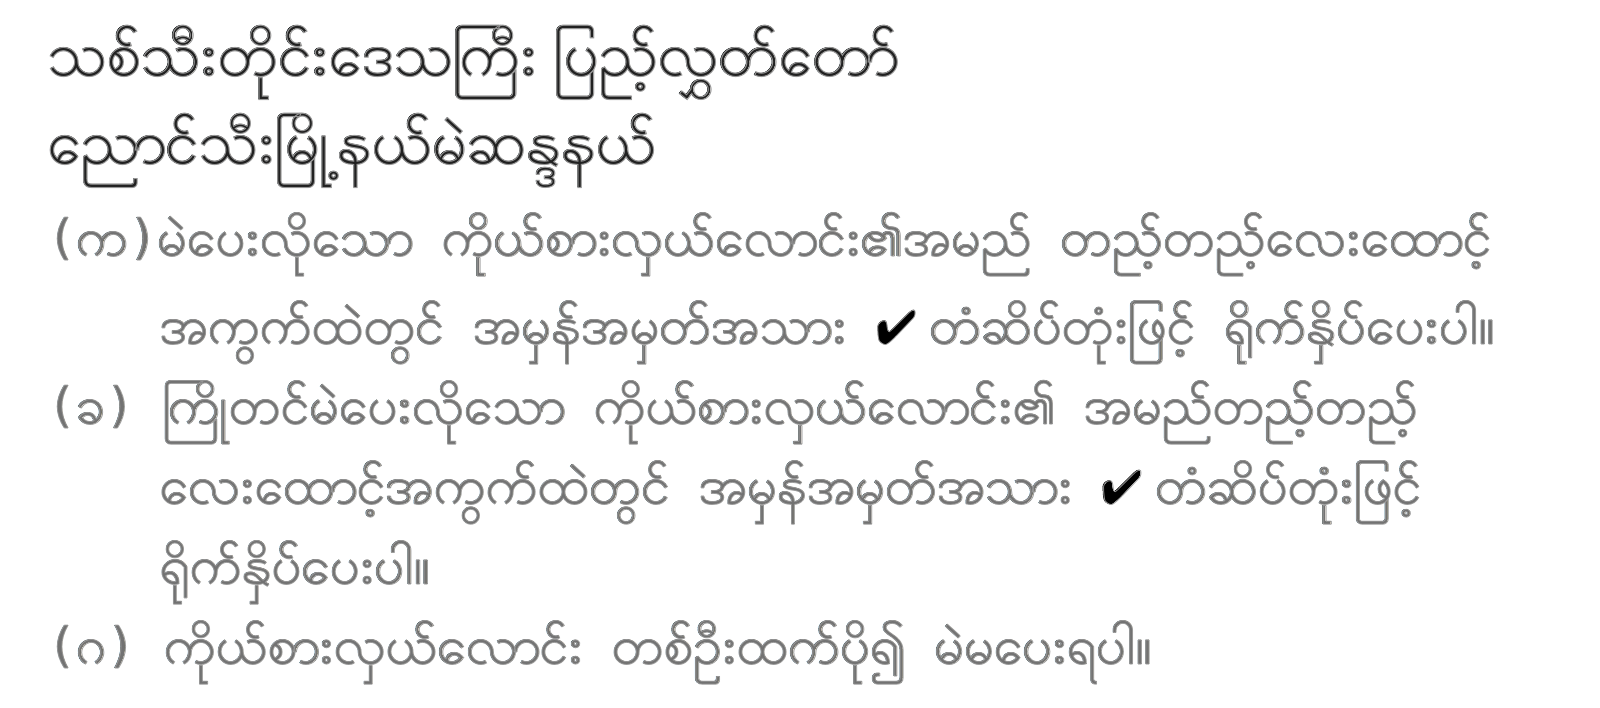 သစ်သီးတိုင်းဒေသကြီး ပြည့်လွှတ်တော်
ညောင်သီးမြို့နယ်မဲဆန္ဒနယ်
(က) မဲပေးလိုသော ကိုယ်စားလှယ်လောင်း၏အမည် တည့်တည့်လေးထောင့်
အကွက်ထဲတွင် အမှန်အမှတ်အသား ✔ တံဆိပ်တုံးဖြင့် ရိုက်နှိပ်ပေးပါ။
(ခ) ကြိုတင်မဲပေးလိုသော ကိုယ်စားလှယ်လောင်း၏ အမည်တည့်တည့်
လေးထောင့်အကွက်ထဲတွင် အမှန်အမှတ်အသား ✔ တံဆိပ်တုံးဖြင့်
ရိုက်နှိပ်ပေးပါ။
(ဂ) ကိုယ်စားလှယ်လောင်း တစ်ဦးထက်ပို၍ မဲမပေးရပါ။